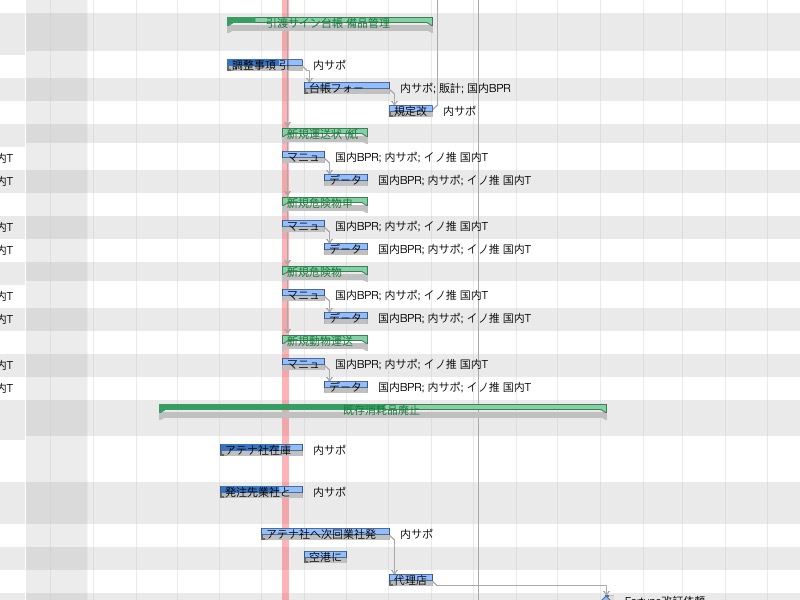 引渡サイン台帳 備品管理
調整事項 内サポ
台帳フォー 内サポ; 販計; 国内BPR
規定改 内サポ
新規運送状
内T マニュ 国内BPR; 内サポ; イノ推 国内T
内T データ 国内BPR; 内サポ; イノ推 国内T
新規危険物申
内T マニュ 国内BPR; 内サポ; イノ推 国内T
内T データ 国内BPR; 内サポ; イノ推 国内T
新規危険物
内T マニュ 国内BPR; 内サポ; イノ推 国内T
内T データ 国内BPR; 内サポ; イノ推 国内T
新規動物運送
内T マニュ 国内BPR; 内サポ; イノ推 国内T
内T データ 国内BPR; 内サポ; イノ推 国内T
既存消耗品廃止
アテナ社在庫 内サポ
発注先業社と 内サポ
アテナ社へ次回業社発 内サポ
空港に
代理店